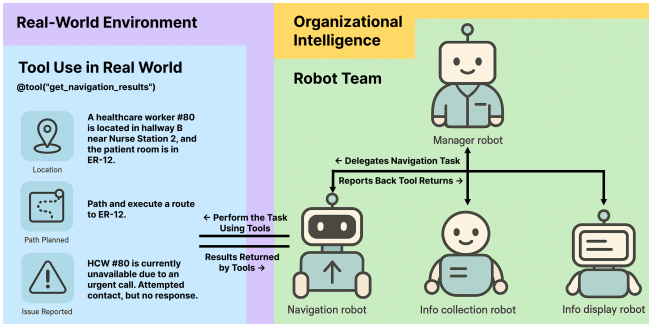 Real-World Environment
Tool Use in Real World
@tool("get_navigation_results")
A healthcare worker #80
is located in hallway B
near Nurse Station 2, and
the patient room is in
ER-12.
Location
Path and execute a route
to ER-12.
Path Planned
HCW #80 is currently
unavailable due to an
urgent call. Attempted
contact, but no response.
Issue Reported
← Perform the Task
Using Tools
Results Returned
by Tools →
Organizational
Intelligence
Robot Team
Manager robot
← Delegates Navigation Task
Reports Back Tool Returns →
Navigation robot
Info collection robot
Info display robot